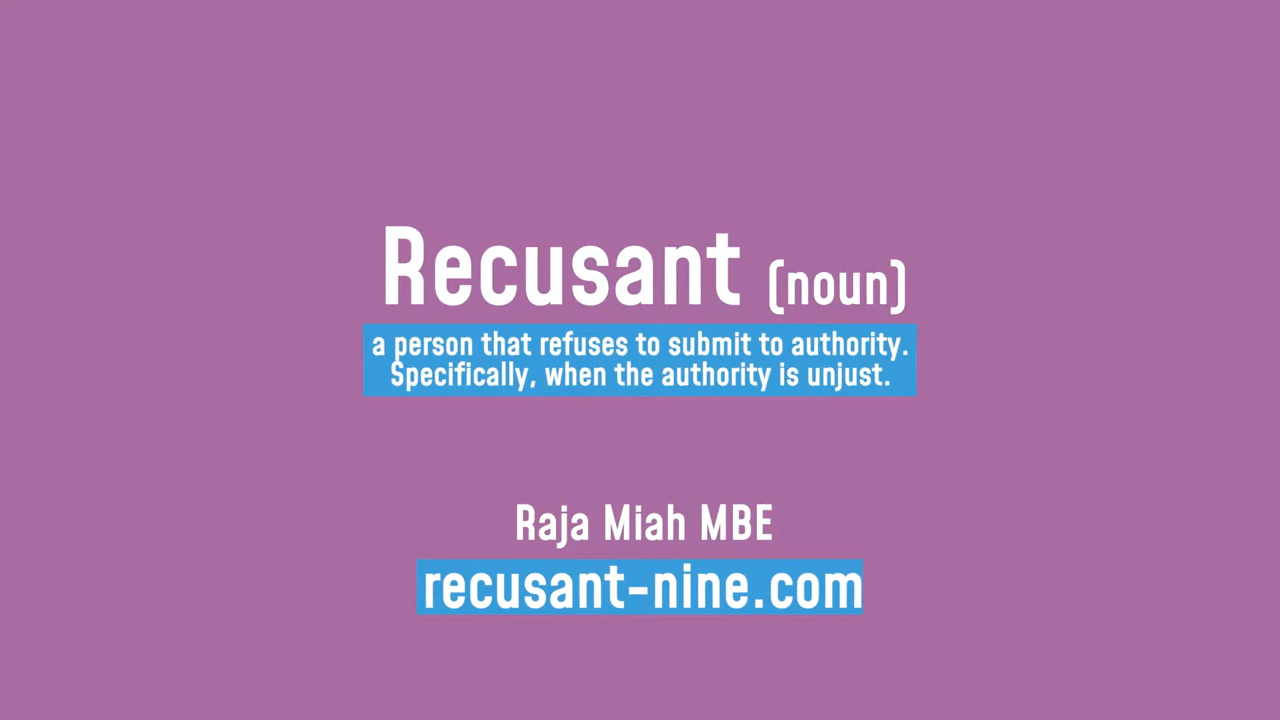 Recusant (noun)
a person that refuses to submit to authority.
Specifically, when the authority is unjust.
Raja Miah MBE
recusant-nine.com